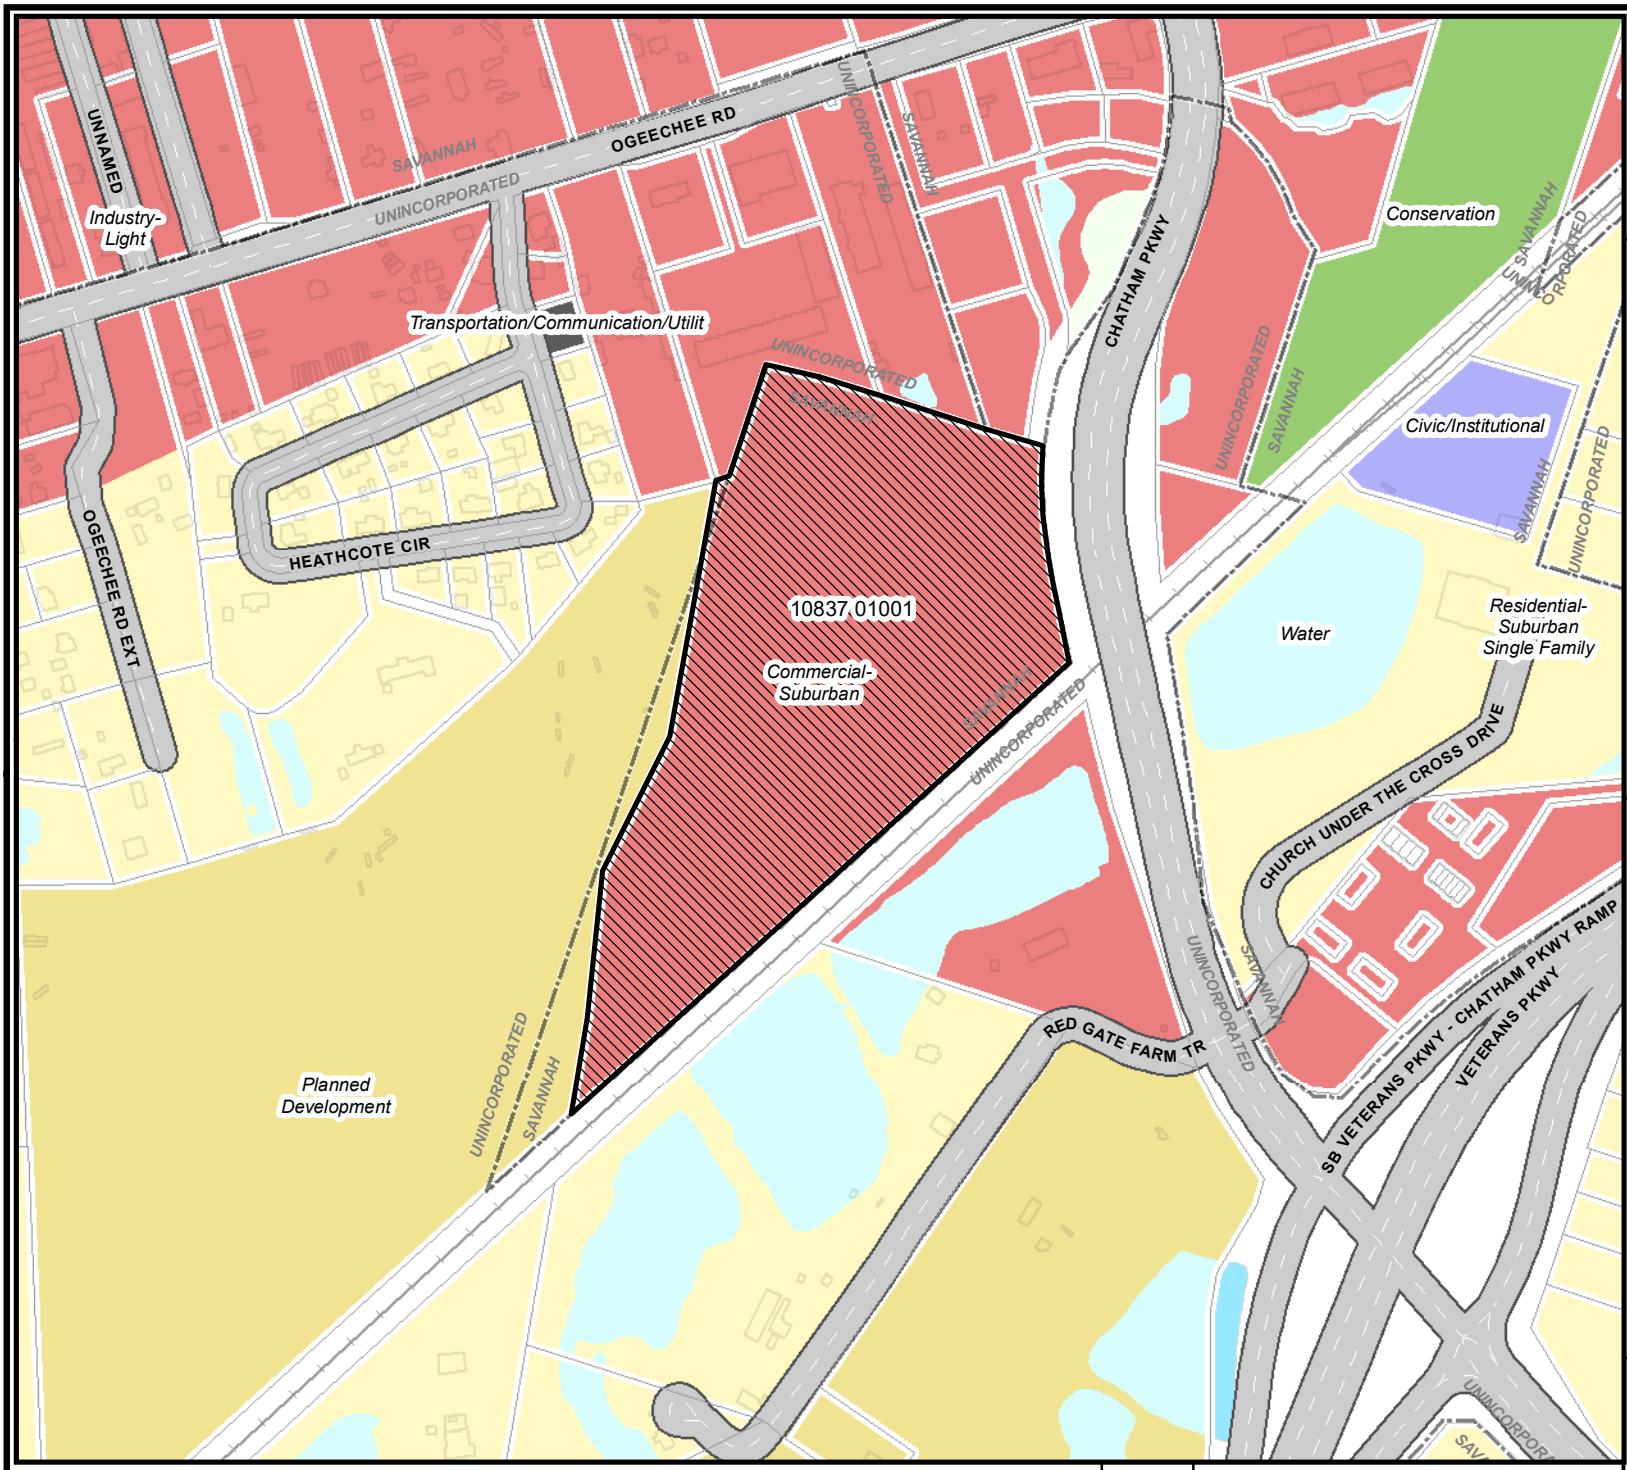 UNNAMED
OGEECHEE RD
SAVANNAH
UNINCORPORATED
UNINCORPORATED
SAVANNAH
Industry-
Light
CHATHAM PKWY
Conservation
SAVANNAH
UNINCORPORATED
Transportation/Communication/Utilit
UNINCORPORATED
SAVANNAH
UNINCORPORATED
SAVANNAH
Civic/Institutional
SAVANNAH
UNINCORPORATED
OGEECHEE RD EXT
HEATHCOTE CIR
10837 01001
Commercial-
Suburban
Water
Residential-
Suburban
Single Family
SAVANNAH
UNINCORPORATED
CHURCH UNDER THE CROSS DRIVE
UNINCORPORATED
SAVANNAH
SB VETERANS PKWY - CHATHAM PKWY RAMP
VETERANS PKWY
RED GATE FARM TR
UNINCORPORATED
SAVANNAH
Planned
Development
UNINCORPORA
SAV